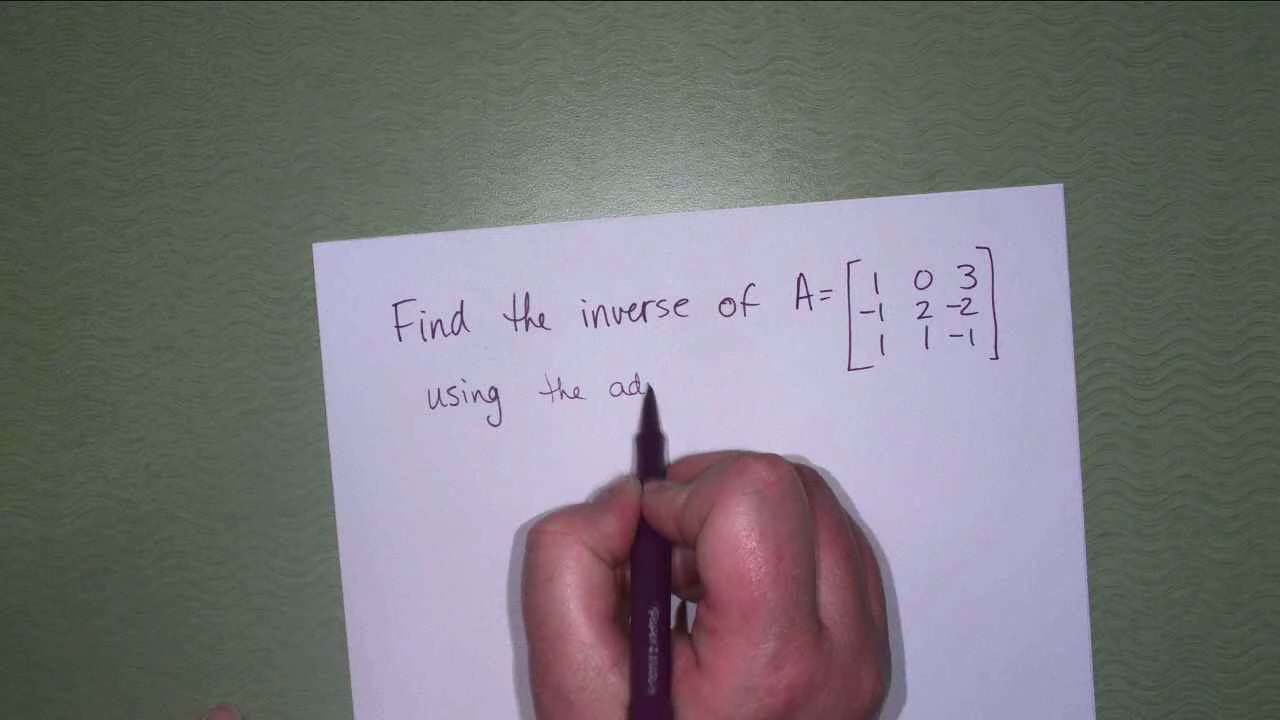 Find the inverse of A= [ 1 0 3
-1 2 -2
1 1 -1 ]
using the ad